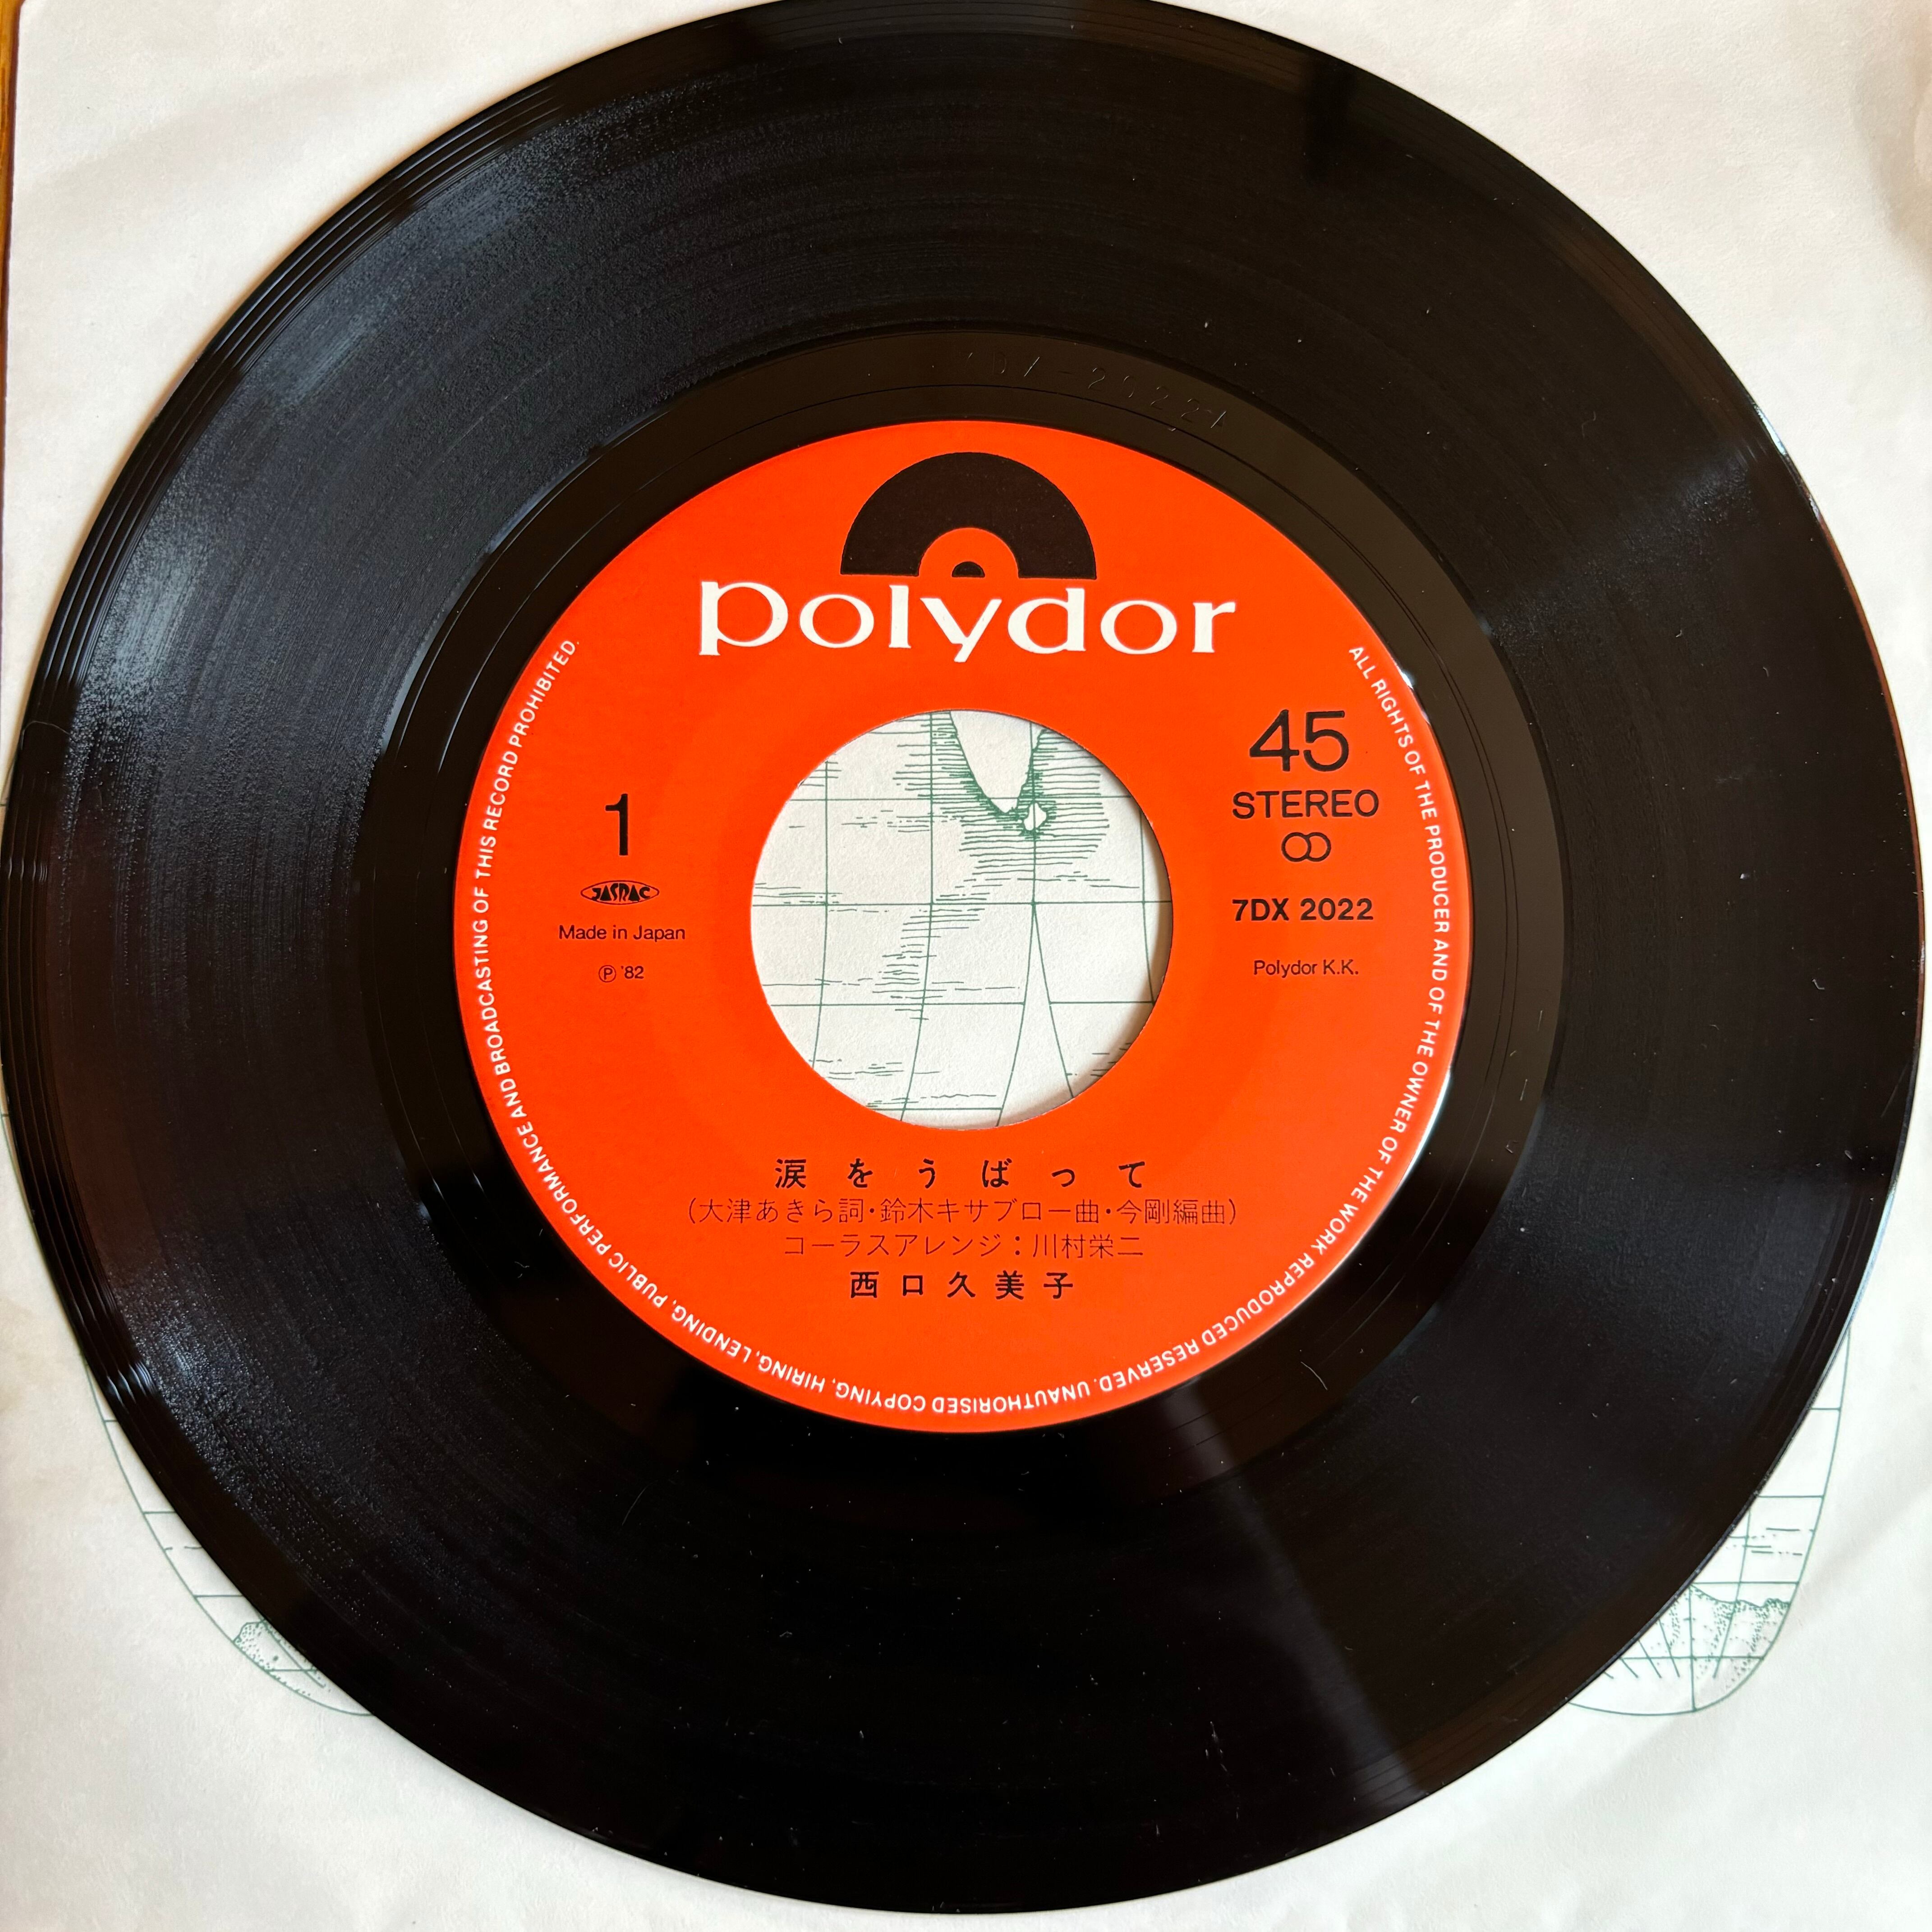 polydor
45
STEREO
7DX 2022
Polydor K.K.
1
JASRAC
Made in Japan
Ⓟ '82
涙をうばって
(大津あきら詞・鈴木キサブロー曲・今剛編曲)
コーラスアレンジ：川村栄二
西口久美子
ALL RIGHTS OF THE PRODUCER AND OF THE OWNER OF THE WORK REPRODUCED RESERVED. UNAUTHORISED COPYING, HIRING, LENDING, PUBLIC PERFORMANCE AND BROADCASTING OF THIS RECORD PROHIBITED.